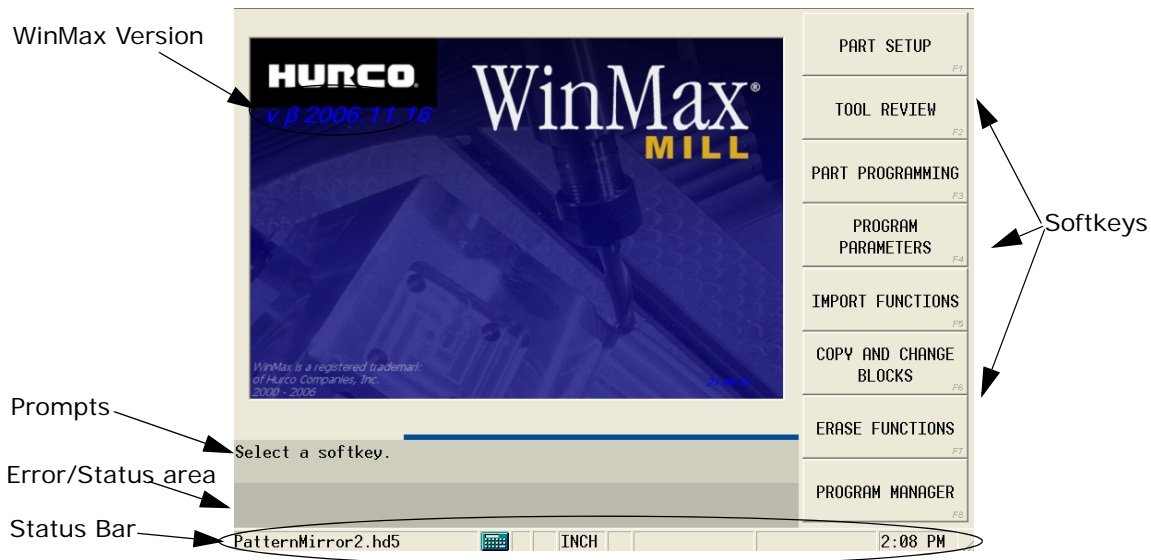 WinMax Version
HURCO.
v β 2006.11.16
WinMax®
MILL
WinMax is a registered trademark
of Hurco Companies, Inc.
2000 - 2006
PART SETUP
F1
TOOL REVIEW
F2
PART PROGRAMMING
F3
PROGRAM
PARAMETERS
F4
IMPORT FUNCTIONS
F5
COPY AND CHANGE
BLOCKS
F6
ERASE FUNCTIONS
F7
PROGRAM MANAGER
F8
Softkeys
Prompts
Select a softkey.
Error/Status area
Status Bar
PatternMirror2.hd5
INCH
2:08 PM